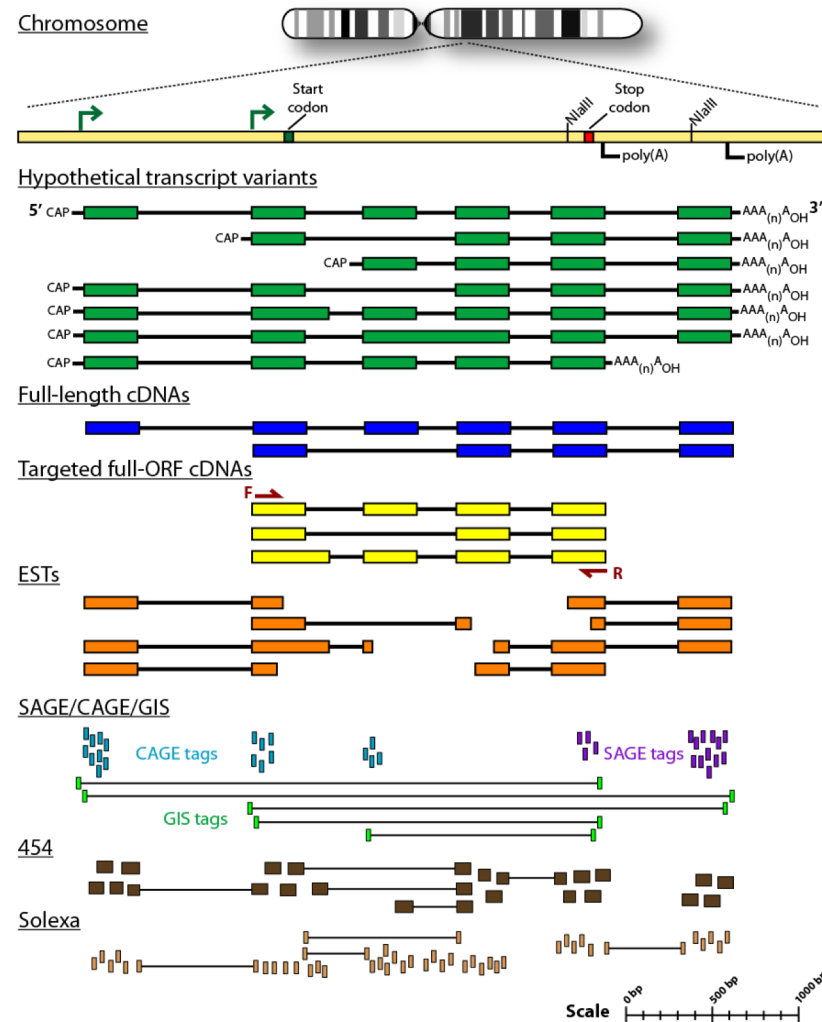 Chromosome
Start codon
NlaIII
Stop codon
NlaIII
poly(A)
poly(A)
Hypothetical transcript variants
5' CAP AAA(n)AOH 3'
CAP AAA(n)AOH
CAP AAA(n)AOH
CAP AAA(n)AOH
CAP AAA(n)AOH
CAP AAA(n)AOH
CAP AAA(n)AOH
Full-length cDNAs
Targeted full-ORF cDNAs
F
R
ESTs
SAGE/CAGE/GIS
CAGE tags
SAGE tags
GIS tags
454
Solexa
Scale
0 bp
500 bp
1000 bp